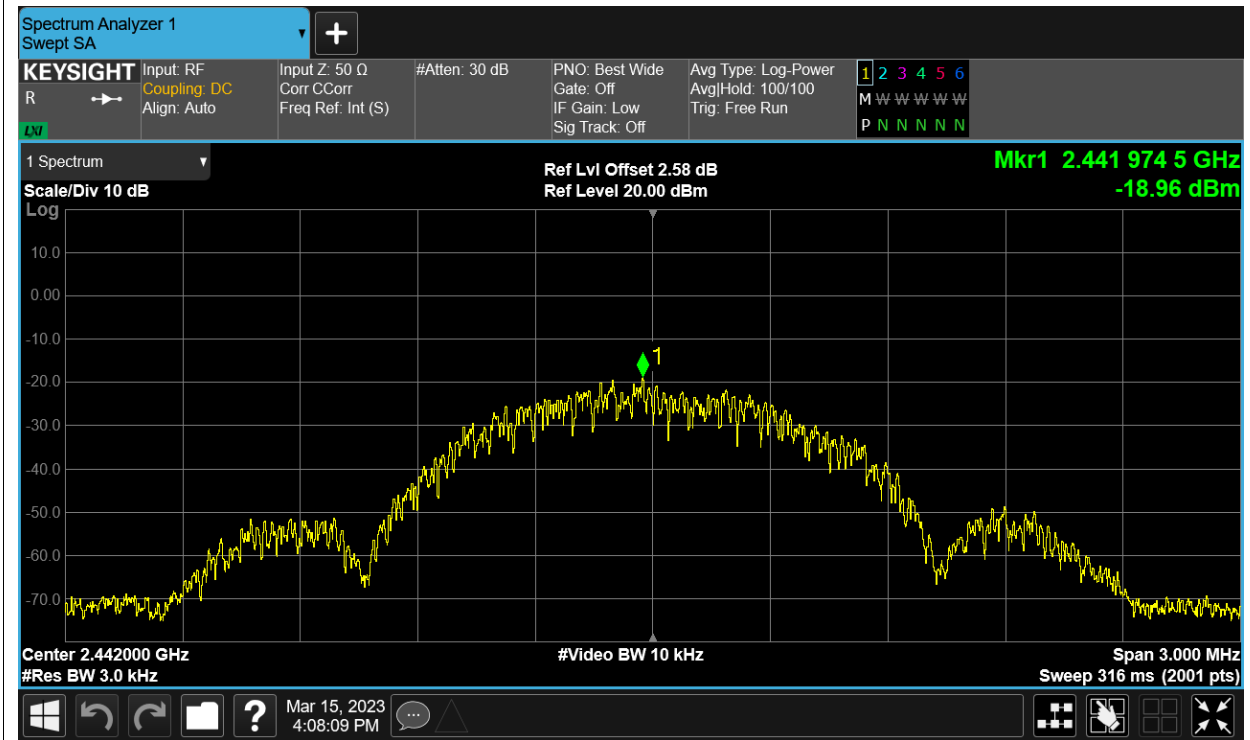 Spectrum Analyzer 1
Swept SA
KEYSIGHT
R
LXI
Input: RF
Coupling: DC
Align: Auto
Input Z: 50 Ω
Corr CCorr
Freq Ref: Int (S)
#Atten: 30 dB
PNO: Best Wide
Gate: Off
IF Gain: Low
Sig Track: Off
Avg Type: Log-Power
Avg|Hold: 100/100
Trig: Free Run
1 2 3 4 5 6
M W W W W W
P N N N N N
1 Spectrum
Scale/Div 10 dB
Log
Ref Lvl Offset 2.58 dB
Ref Level 20.00 dBm
Mkr1 2.441 974 5 GHz
-18.96 dBm
10.0
0.00
-10.0
1
-20.0
-30.0
-40.0
-50.0
-60.0
-70.0
Center 2.442000 GHz
#Res BW 3.0 kHz
#Video BW 10 kHz
Span 3.000 MHz
Sweep 316 ms (2001 pts)
?
Mar 15, 2023
4:08:09 PM